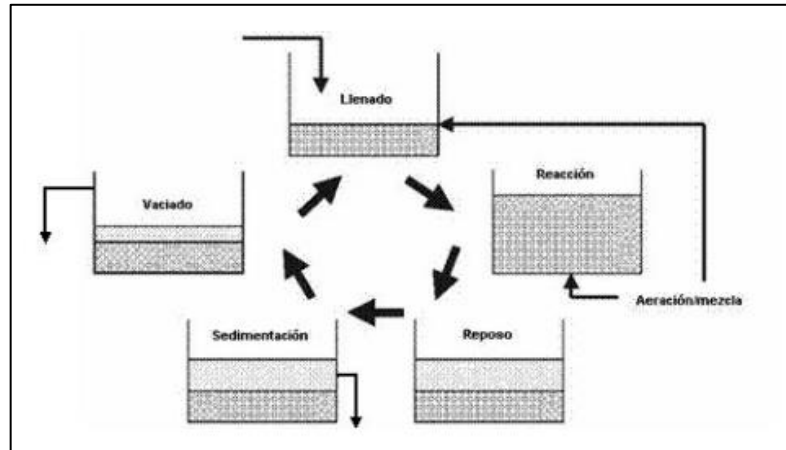 Llenado
Reacción
Vaciado
Aeración/mezcla
Sedimentación
Reposo